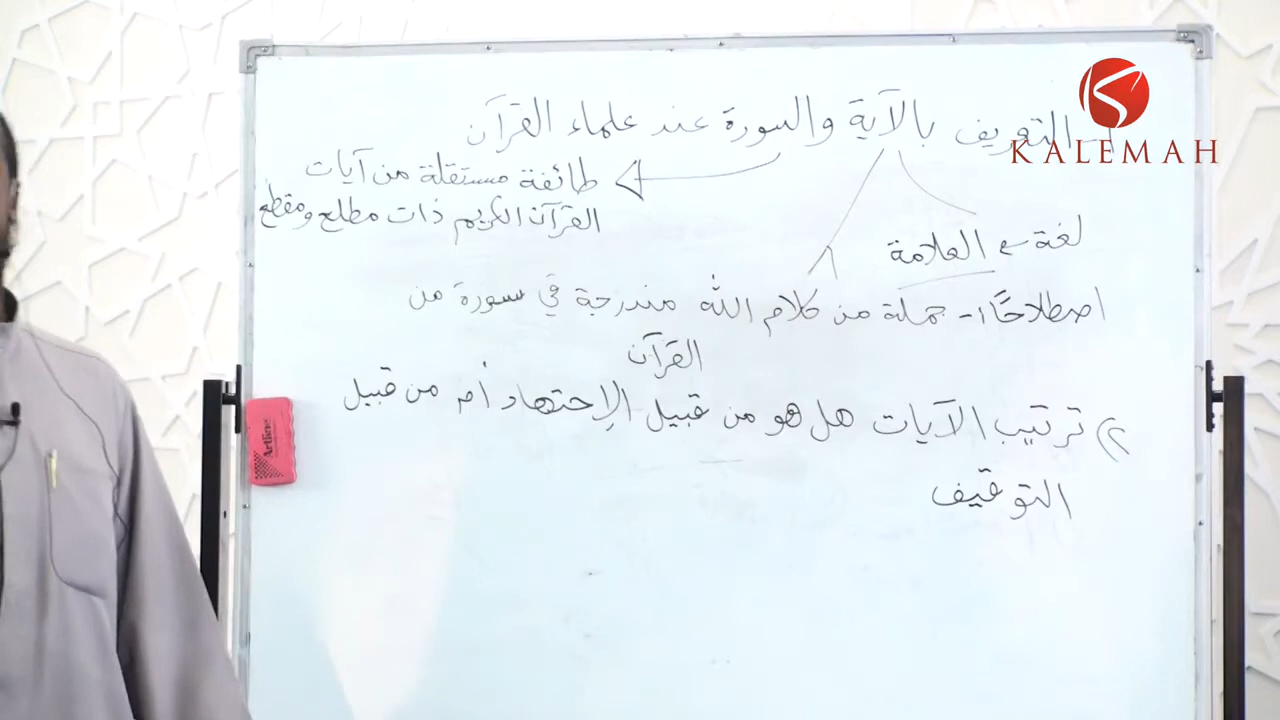 ١- التعريف بالآية والسورة عند علماء القرآن
طائفة مستقلة من آيات
القرآن الكريم ذات مطلع ومقطع
لغة العلامة
اصطلاحًا:- جملة من كلام الله مندرجة في سورة من
القرآن
٢) ترتيب الآيات هل هو من قبيل الإجتهاد أم من قبيل
التوقيف
KALEMAH
Artline